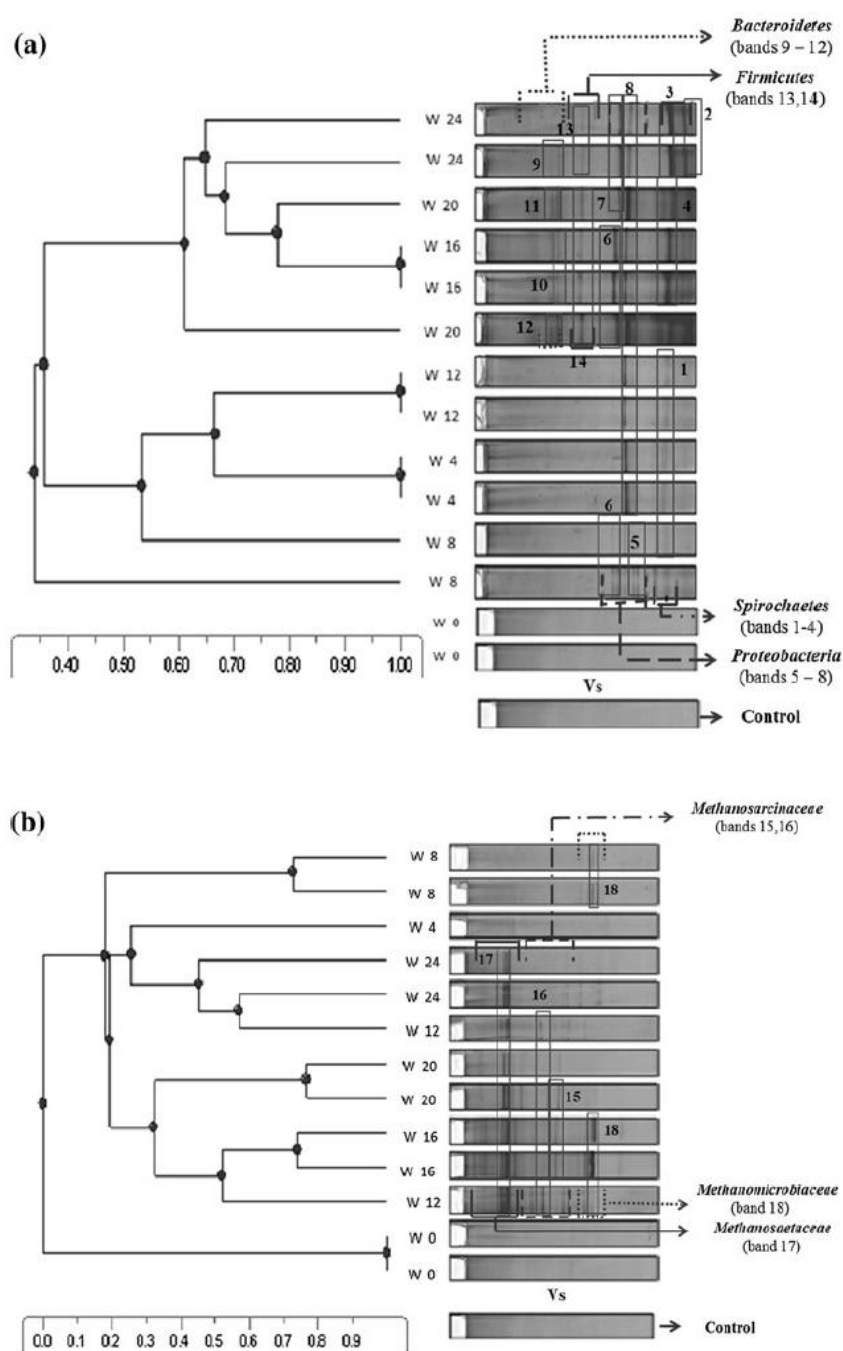 (a)
Bacteroidetes
(bands 9 – 12)
Firmicutes
(bands 13,14)
8
3
2
W 24
13
W 24
9
W 20
11
7
4
W 16
6
W 16
10
W 20
12
14
W 12
1
W 12
W 4
W 4
6
W 8
5
W 8
W 0
Spirochaetes
(bands 1-4)
W 0
Proteobacteria
(bands 5 – 8)
0.40 0.50 0.60 0.70 0.80 0.90 1.00
Vs
Control
(b)
Methanosarcinaceae
(bands 15,16)
W 8
W 8
18
W 4
W 24
17
W 24
16
W 12
W 20
W 20
15
W 16
18
W 16
W 12
Methanomicrobiaceae
(band 18)
W 0
Methanosaetaceae
(band 17)
W 0
Vs
0.0 0.1 0.2 0.3 0.4 0.5 0.6 0.7 0.8 0.9
Control